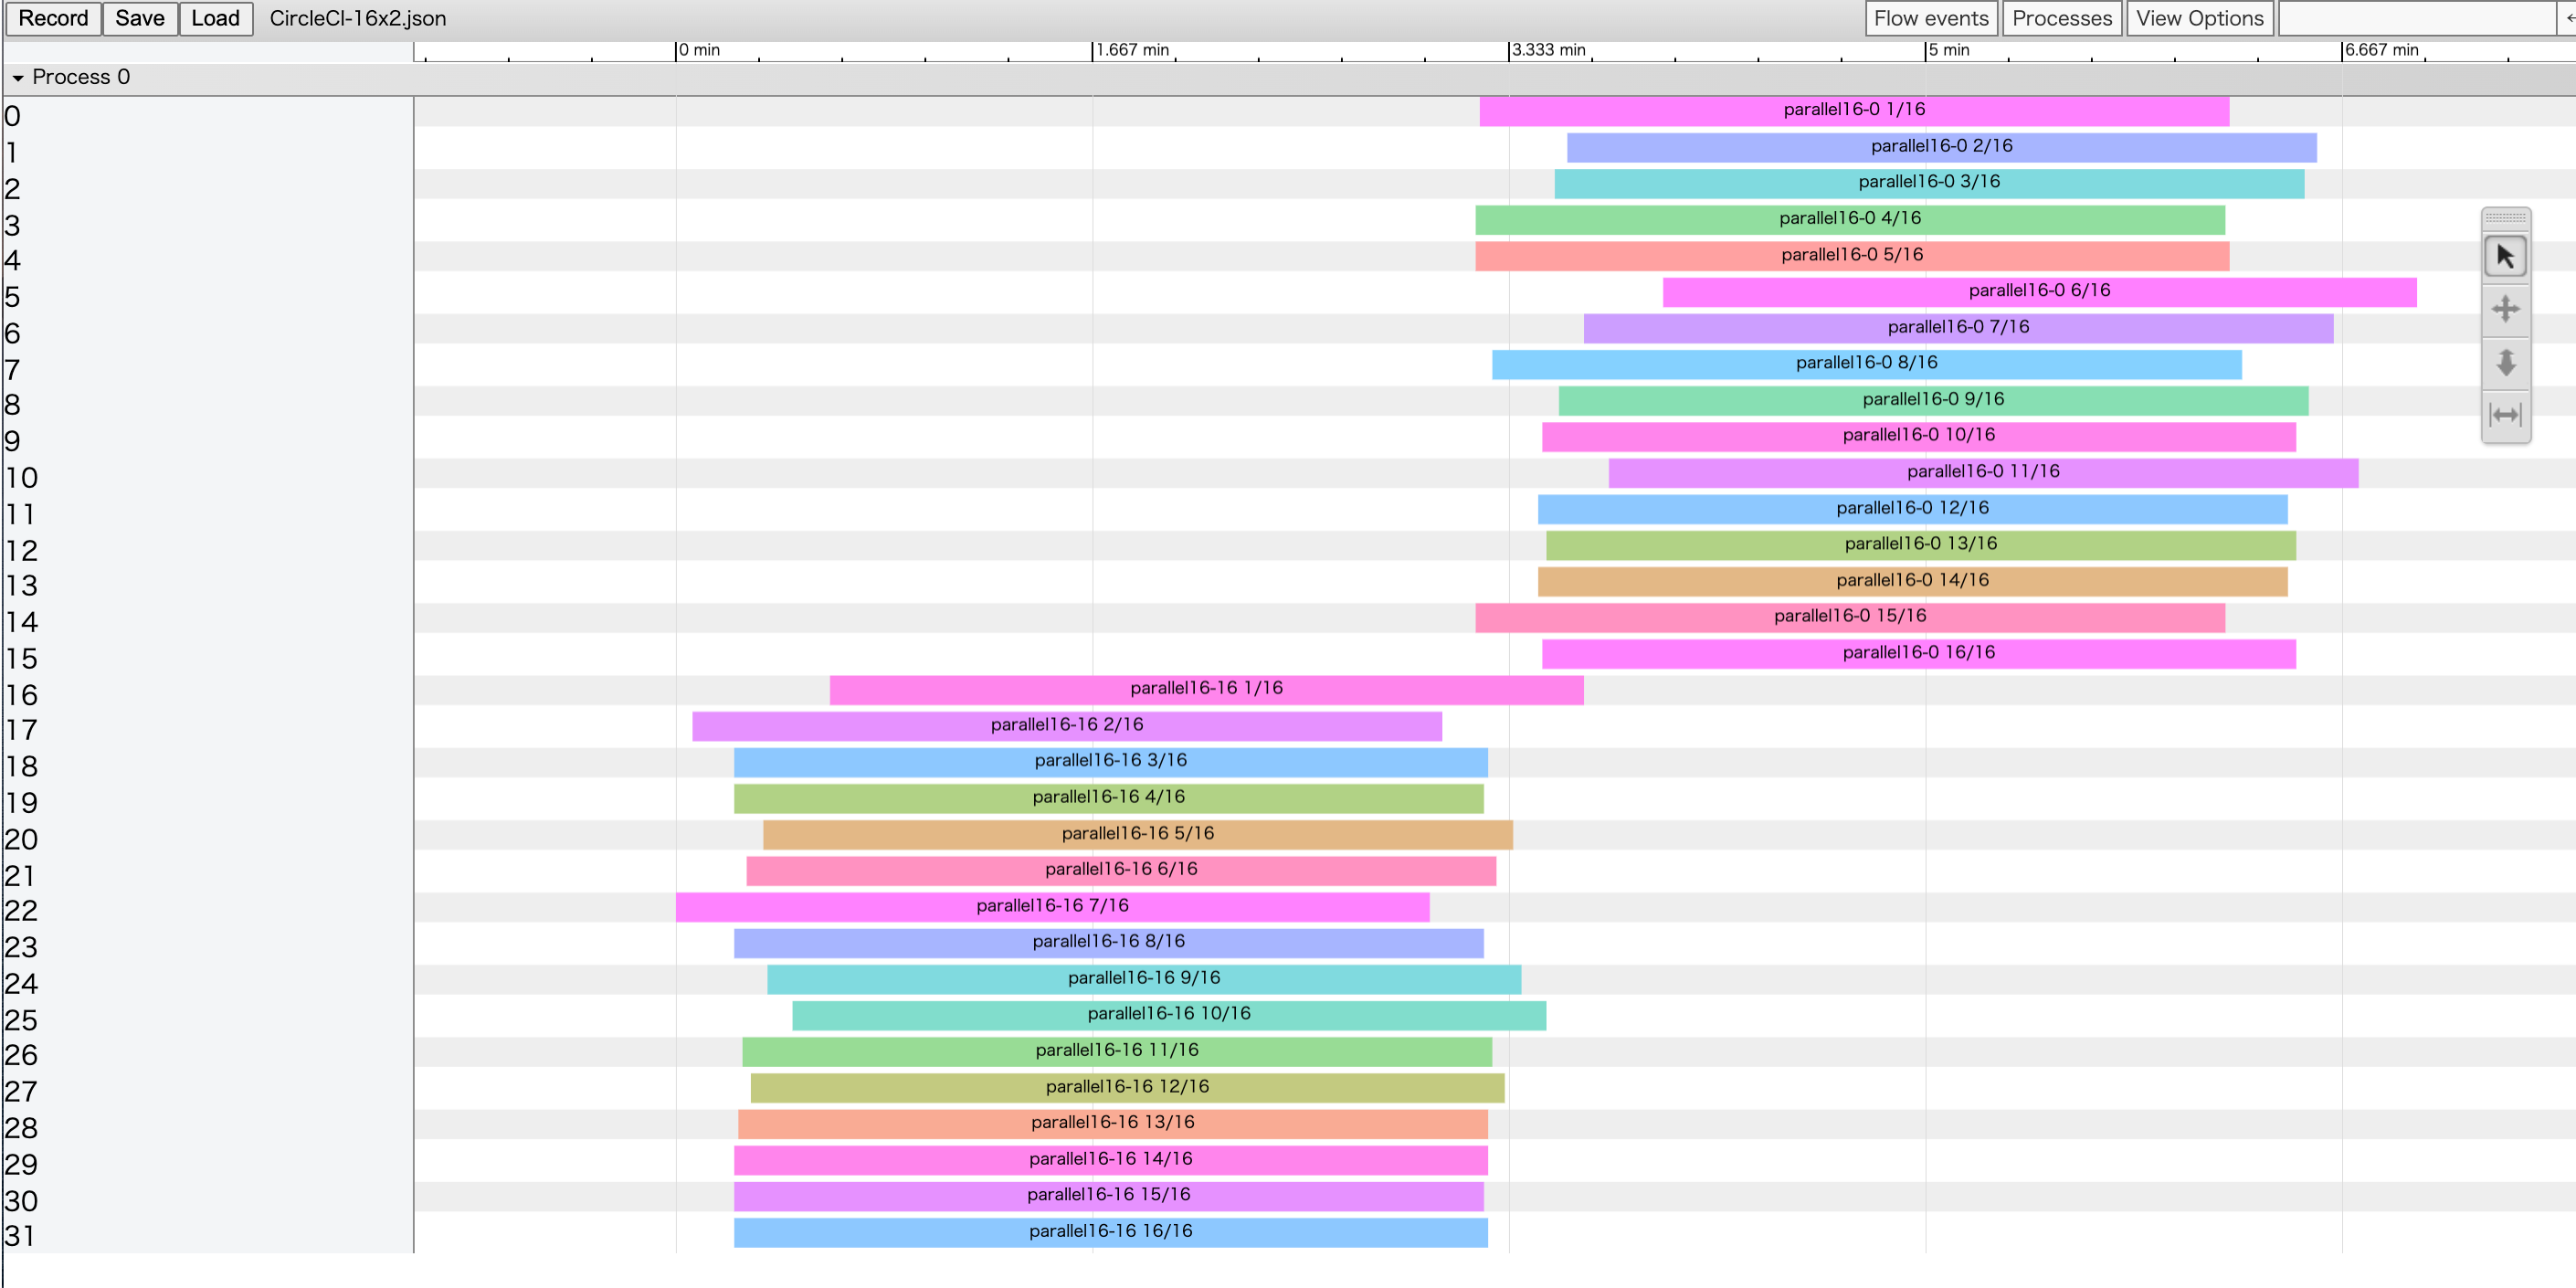 Record Save Load CircleCI-16x2.json Flow events Processes View Options
0 min 1.667 min 3.333 min 5 min 6.667 min
Process 0
0 parallel16-0 1/16
1 parallel16-0 2/16
2 parallel16-0 3/16
3 parallel16-0 4/16
4 parallel16-0 5/16
5 parallel16-0 6/16
6 parallel16-0 7/16
7 parallel16-0 8/16
8 parallel16-0 9/16
9 parallel16-0 10/16
10 parallel16-0 11/16
11 parallel16-0 12/16
12 parallel16-0 13/16
13 parallel16-0 14/16
14 parallel16-0 15/16
15 parallel16-0 16/16
16 parallel16-16 1/16
17 parallel16-16 2/16
18 parallel16-16 3/16
19 parallel16-16 4/16
20 parallel16-16 5/16
21 parallel16-16 6/16
22 parallel16-16 7/16
23 parallel16-16 8/16
24 parallel16-16 9/16
25 parallel16-16 10/16
26 parallel16-16 11/16
27 parallel16-16 12/16
28 parallel16-16 13/16
29 parallel16-16 14/16
30 parallel16-16 15/16
31 parallel16-16 16/16